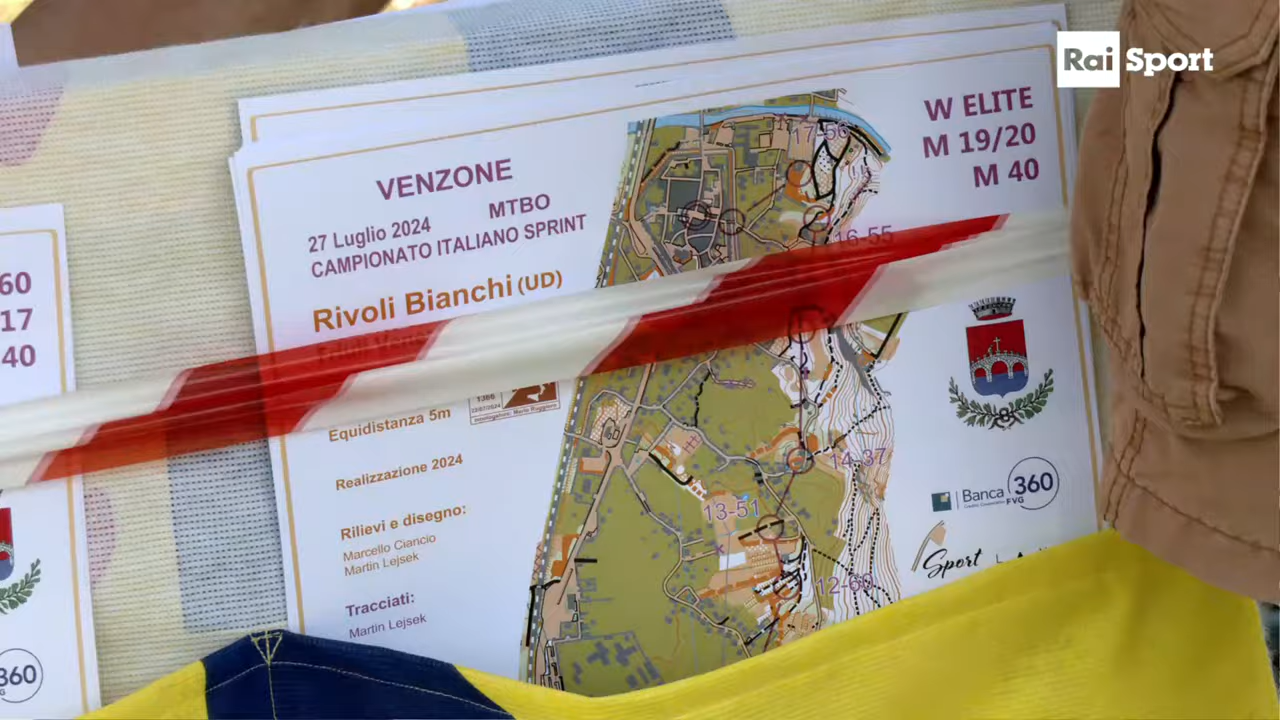 Rai Sport
W ELITE
M 19/20
M 40
VENZONE
MTBO
27 Luglio 2024
CAMPIONATO ITALIANO SPRINT
Rivoli Bianchi (UD)
17-56
16-55
60
17
40
1366
Equidistanza 5m
Realizzazione 2024
14-37
13-51
12-60
Rilievi e disegno:
Marcello Ciancio
Martin Lejsek
Tracciati:
Martin Lejsek
Banca 360
FVG
Sport
360